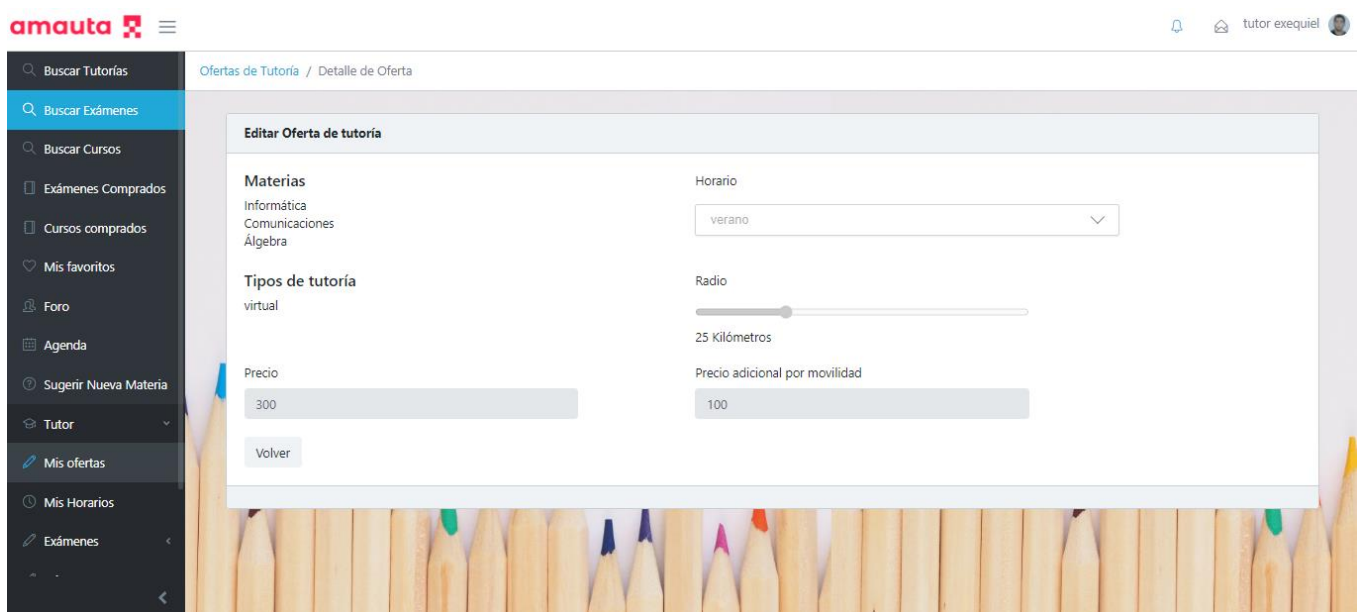 amauta
tutor exequiel
Buscar Tutorías
Buscar Exámenes
Buscar Cursos
Exámenes Comprados
Cursos comprados
Mis favoritos
Foro
Agenda
Sugerir Nueva Materia
Tutor
Mis ofertas
Mis Horarios
Exámenes
Ofertas de Tutoría / Detalle de Oferta
Editar Oferta de tutoría
Materias
Informática
Comunicaciones
Álgebra
Horario
verano
Tipos de tutoría
virtual
Radio
25 Kilómetros
Precio
300
Precio adicional por movilidad
100
Volver